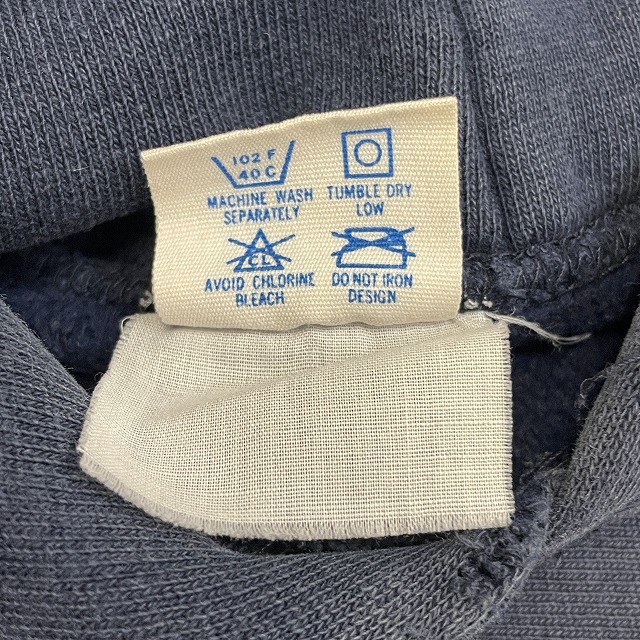 102 F
40 C
MACHINE WASH
SEPARATELY
TUMBLE DRY
LOW
CL
AVOID CHLORINE
BLEACH
DO NOT IRON
DESIGN